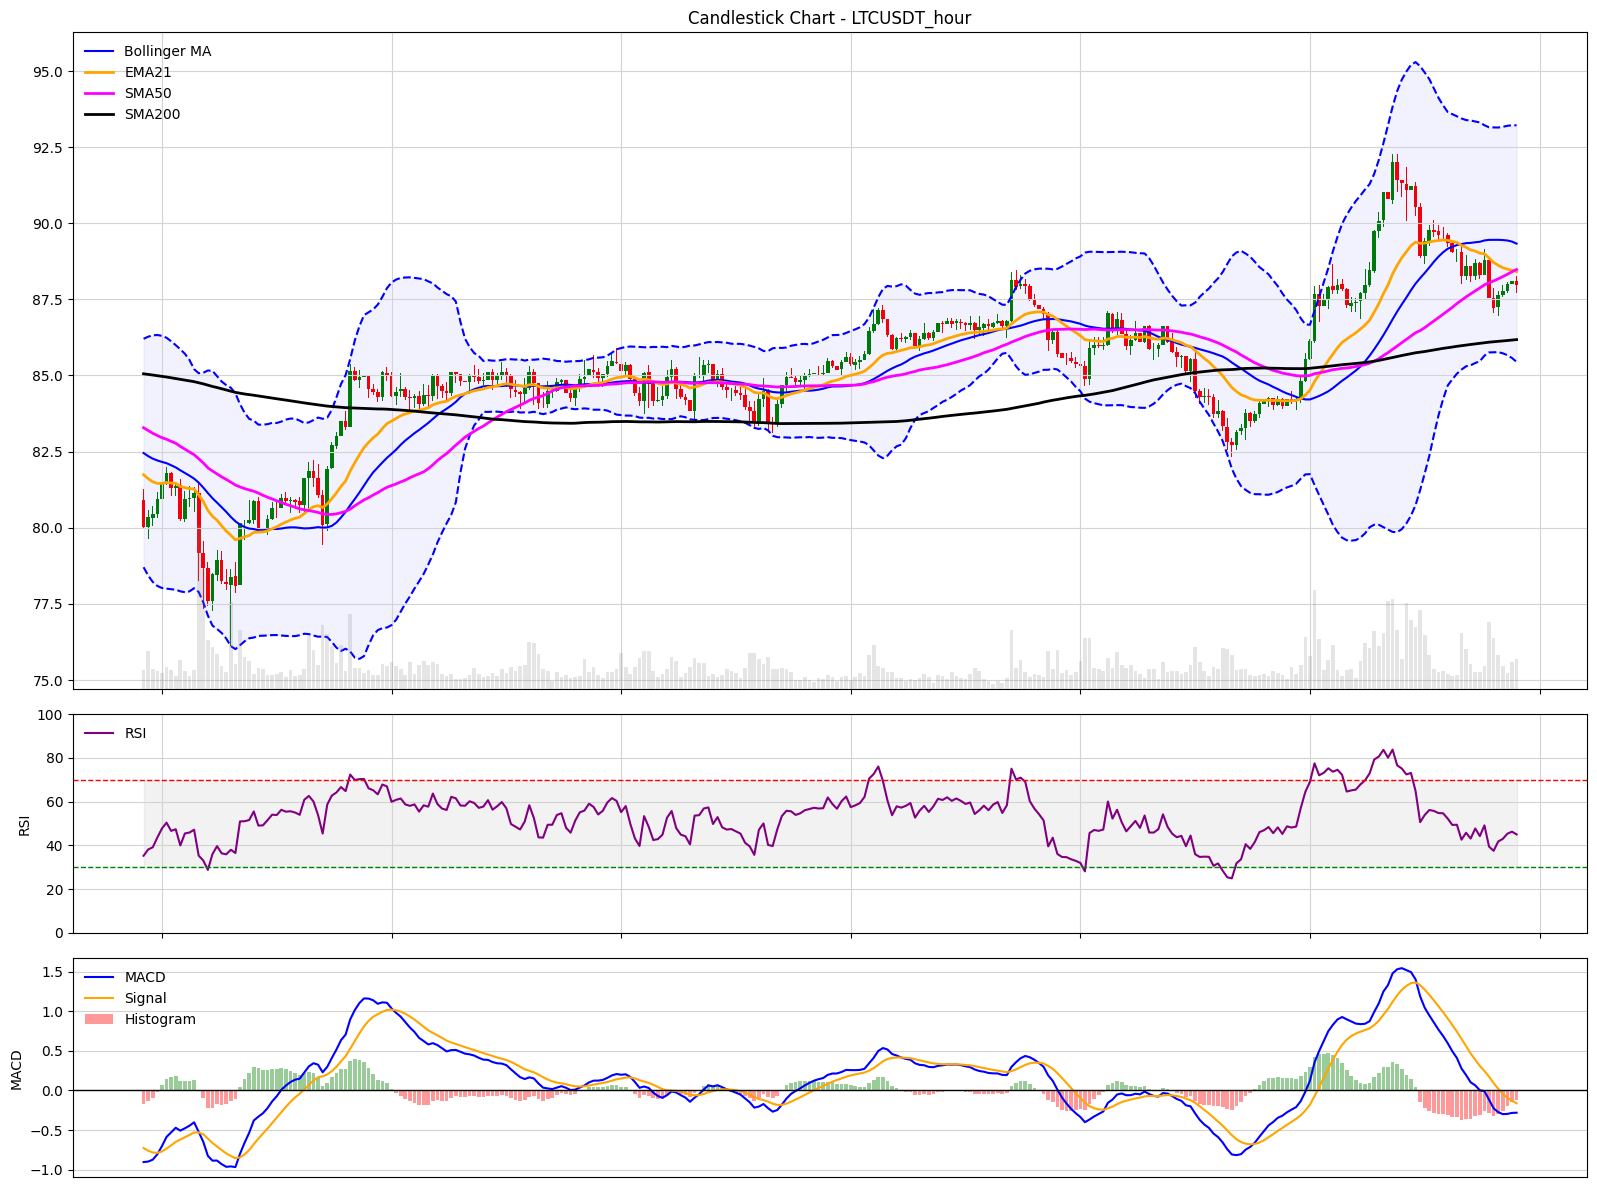 Candlestick Chart - LTCUSDT_hour
Bollinger MA
EMA21
SMA50
SMA200
95.0
92.5
90.0
87.5
85.0
82.5
80.0
77.5
75.0
RSI
100
80
60
40
20
0
RSI
MACD
Signal
Histogram
1.5
1.0
0.5
0.0
−0.5
−1.0
MACD